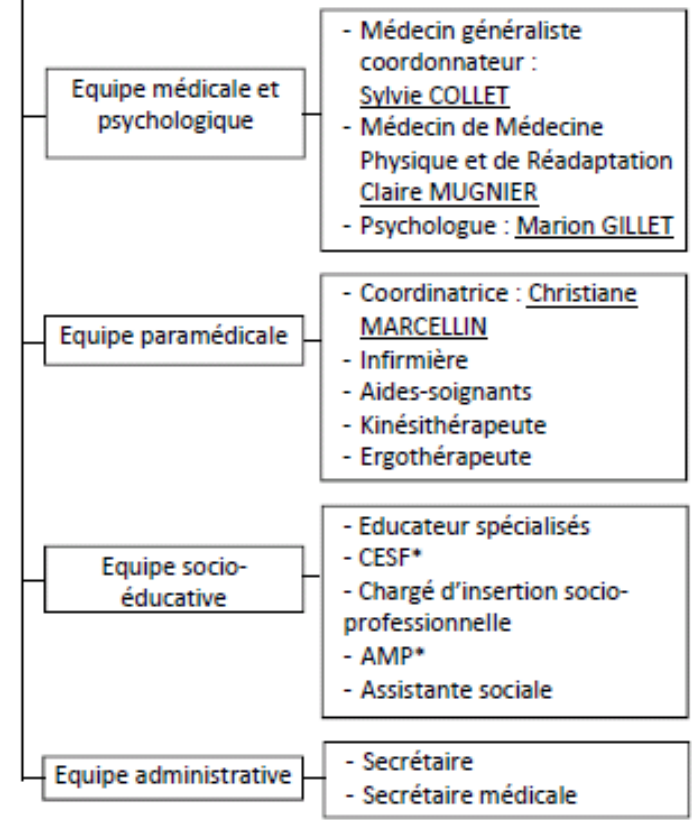 Equipe médicale et
psychologique
- Médecin généraliste
coordonnateur :
Sylvie COLLET
- Médecin de Médecine
Physique et de Réadaptation
Claire MUGNIER
- Psychologue : Marion GILLET
Equipe paramédicale
- Coordinatrice : Christiane
MARCELLIN
- Infirmière
- Aides-soignants
- Kinésithérapeute
- Ergothérapeute
Equipe socio-
éducative
- Educateur spécialisés
- CESF*
- Chargé d'insertion socio-
professionnelle
- AMP*
- Assistante sociale
Equipe administrative
- Secrétaire
- Secrétaire médicale